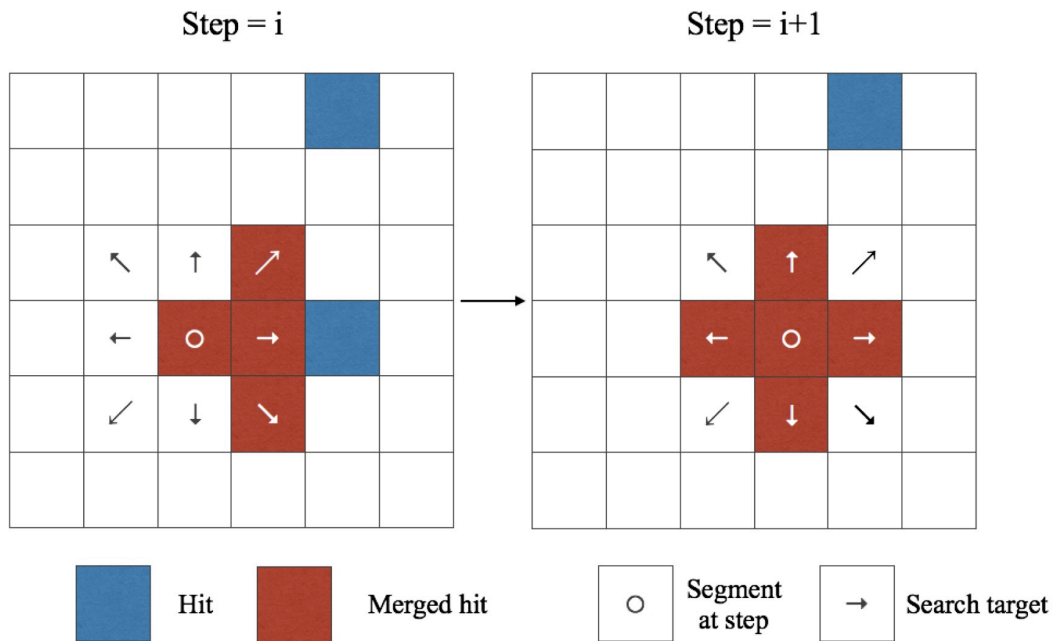 Step = i
Step = i+1
Hit
Merged hit
Segment
at step
Search target